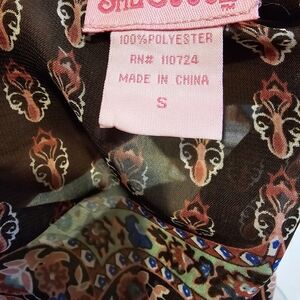 100%POLYESTER
RN# 110724
MADE IN CHINA
S